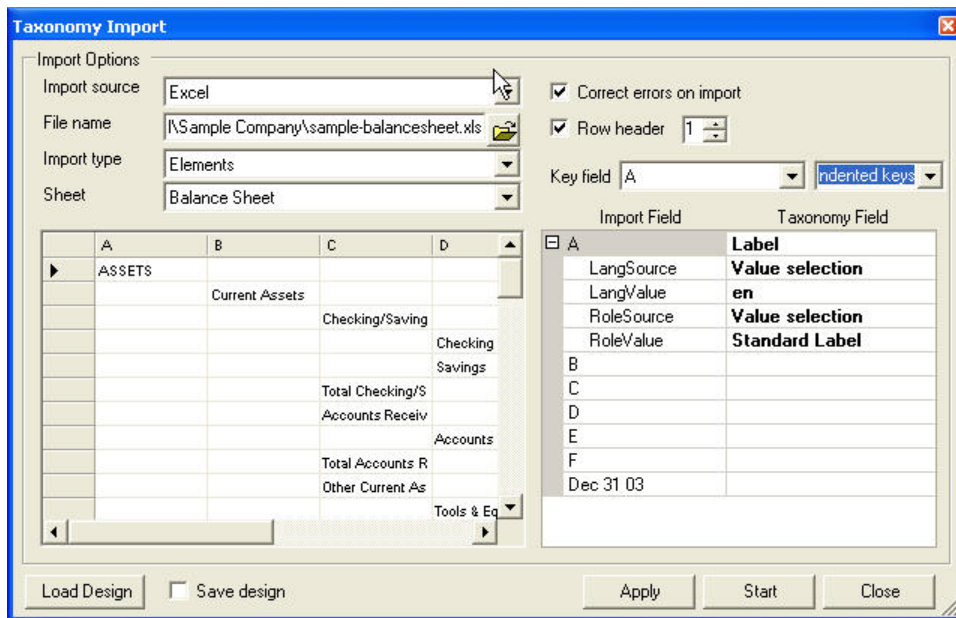 Taxonomy Import
Import Options
Import source Excel
File name l\Sample Company\sample-balancesheet.xls
Import type Elements
Sheet Balance Sheet
Correct errors on import
Row header 1
Key field A ndented keys
Import Field Taxonomy Field
A B C D
ASSETS
Current Assets
Checking/Saving
Checking
Savings
Total Checking/S
Accounts Receiv
Accounts
Total Accounts R
Other Current As
Tools & Eq
A Label
LangSource Value selection
LangValue en
RoleSource Value selection
RoleValue Standard Label
B
C
D
E
F
Dec 31 03
Load Design Save design Apply Start Close